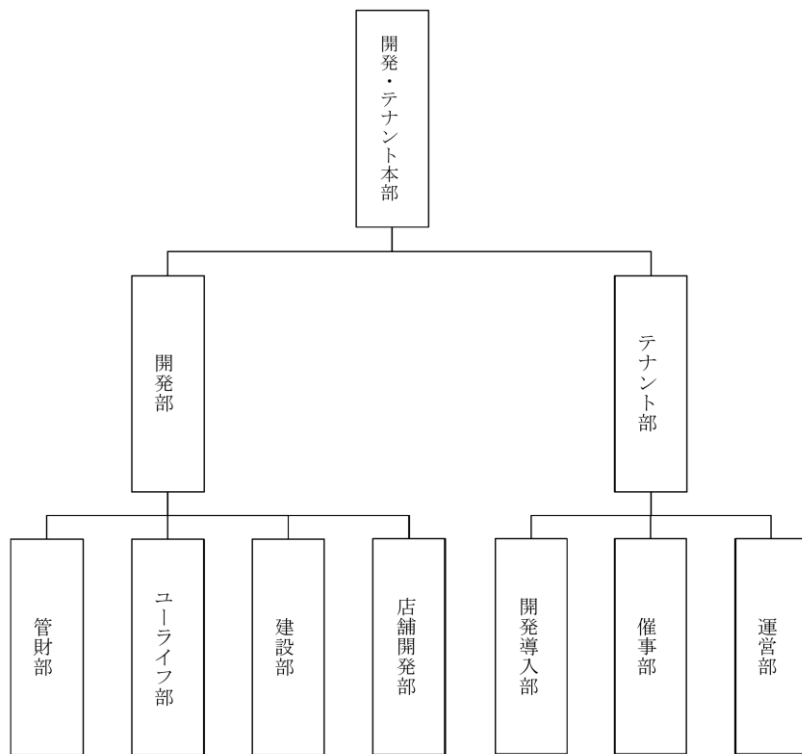 開発・テナント本部
開発部
テナント部
管財部
ユーライフ部
建設部
店舗開発部
開発導入部
催事部
運営部